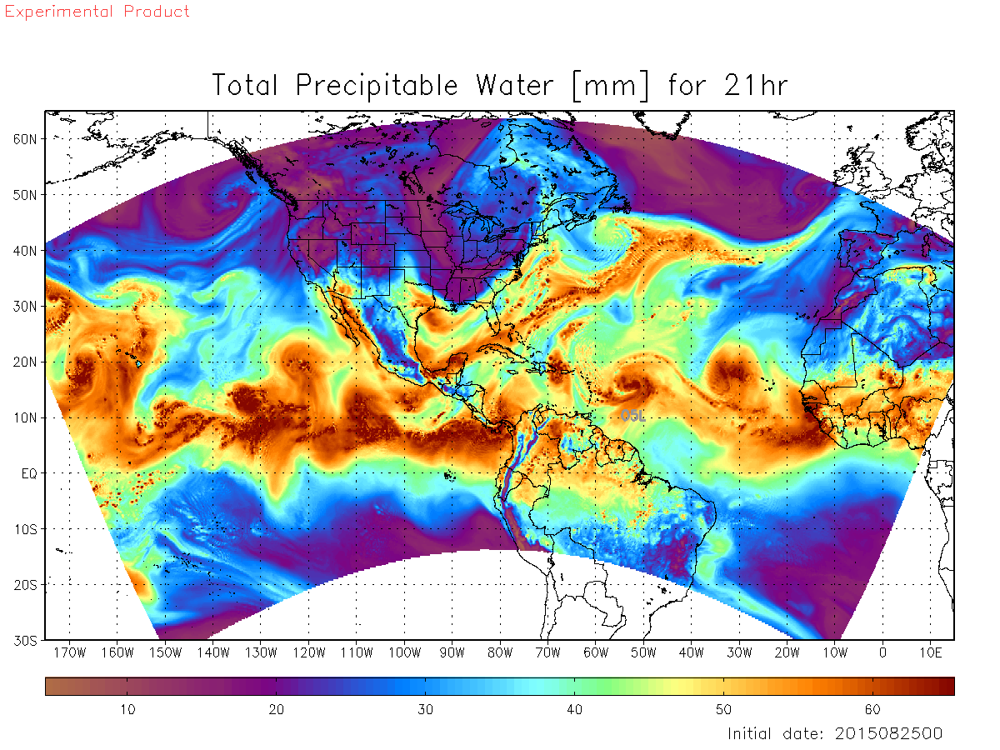 Experimental Product
Total Precipitable Water [mm] for 21hr
60N
50N
40N
30N
20N
10N
05L
EQ
10S
20S
30S
170W 160W 150W 140W 130W 120W 110W 100W 90W 80W 70W 60W 50W 40W 30W 20W 10W 0 10E
10 20 30 40 50 60
Initial date: 2015082500